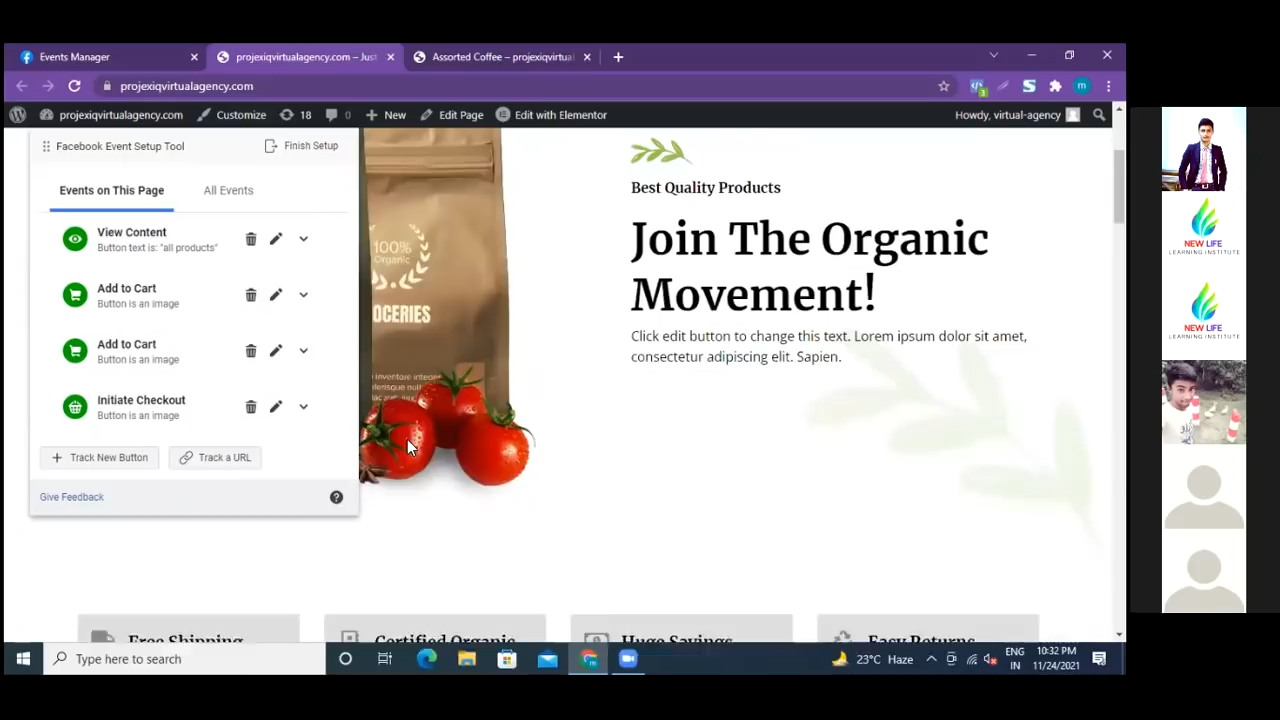 Events Manager
projexiqvirtualagency.com – Just
Assorted Coffee – projexiqvirtual
projexiqvirtualagency.com
3
m
projexiqvirtualagency.com
Customize
18
0
New
Edit Page
Edit with Elementor
Howdy, virtual-agency
Facebook Event Setup Tool
Finish Setup
Events on This Page
All Events
View Content
Button text is: "all products"
Add to Cart
Button is an image
Add to Cart
Button is an image
Initiate Checkout
Button is an image
Track New Button
Track a URL
Give Feedback
100%
Organic
OCERIES
Best Quality Products
Join The Organic
Movement!
Click edit button to change this text. Lorem ipsum dolor sit amet,
consectetur adipiscing elit. Sapien.
Free Shipping
Certified Organic
Huge Savings
Easy Returns
Type here to search
23°C Haze
ENG
IN
10:32 PM
11/24/2021
NEW LIFE
LEARNING INSTITUTE
NEW LIFE
LEARNING INSTITUTE